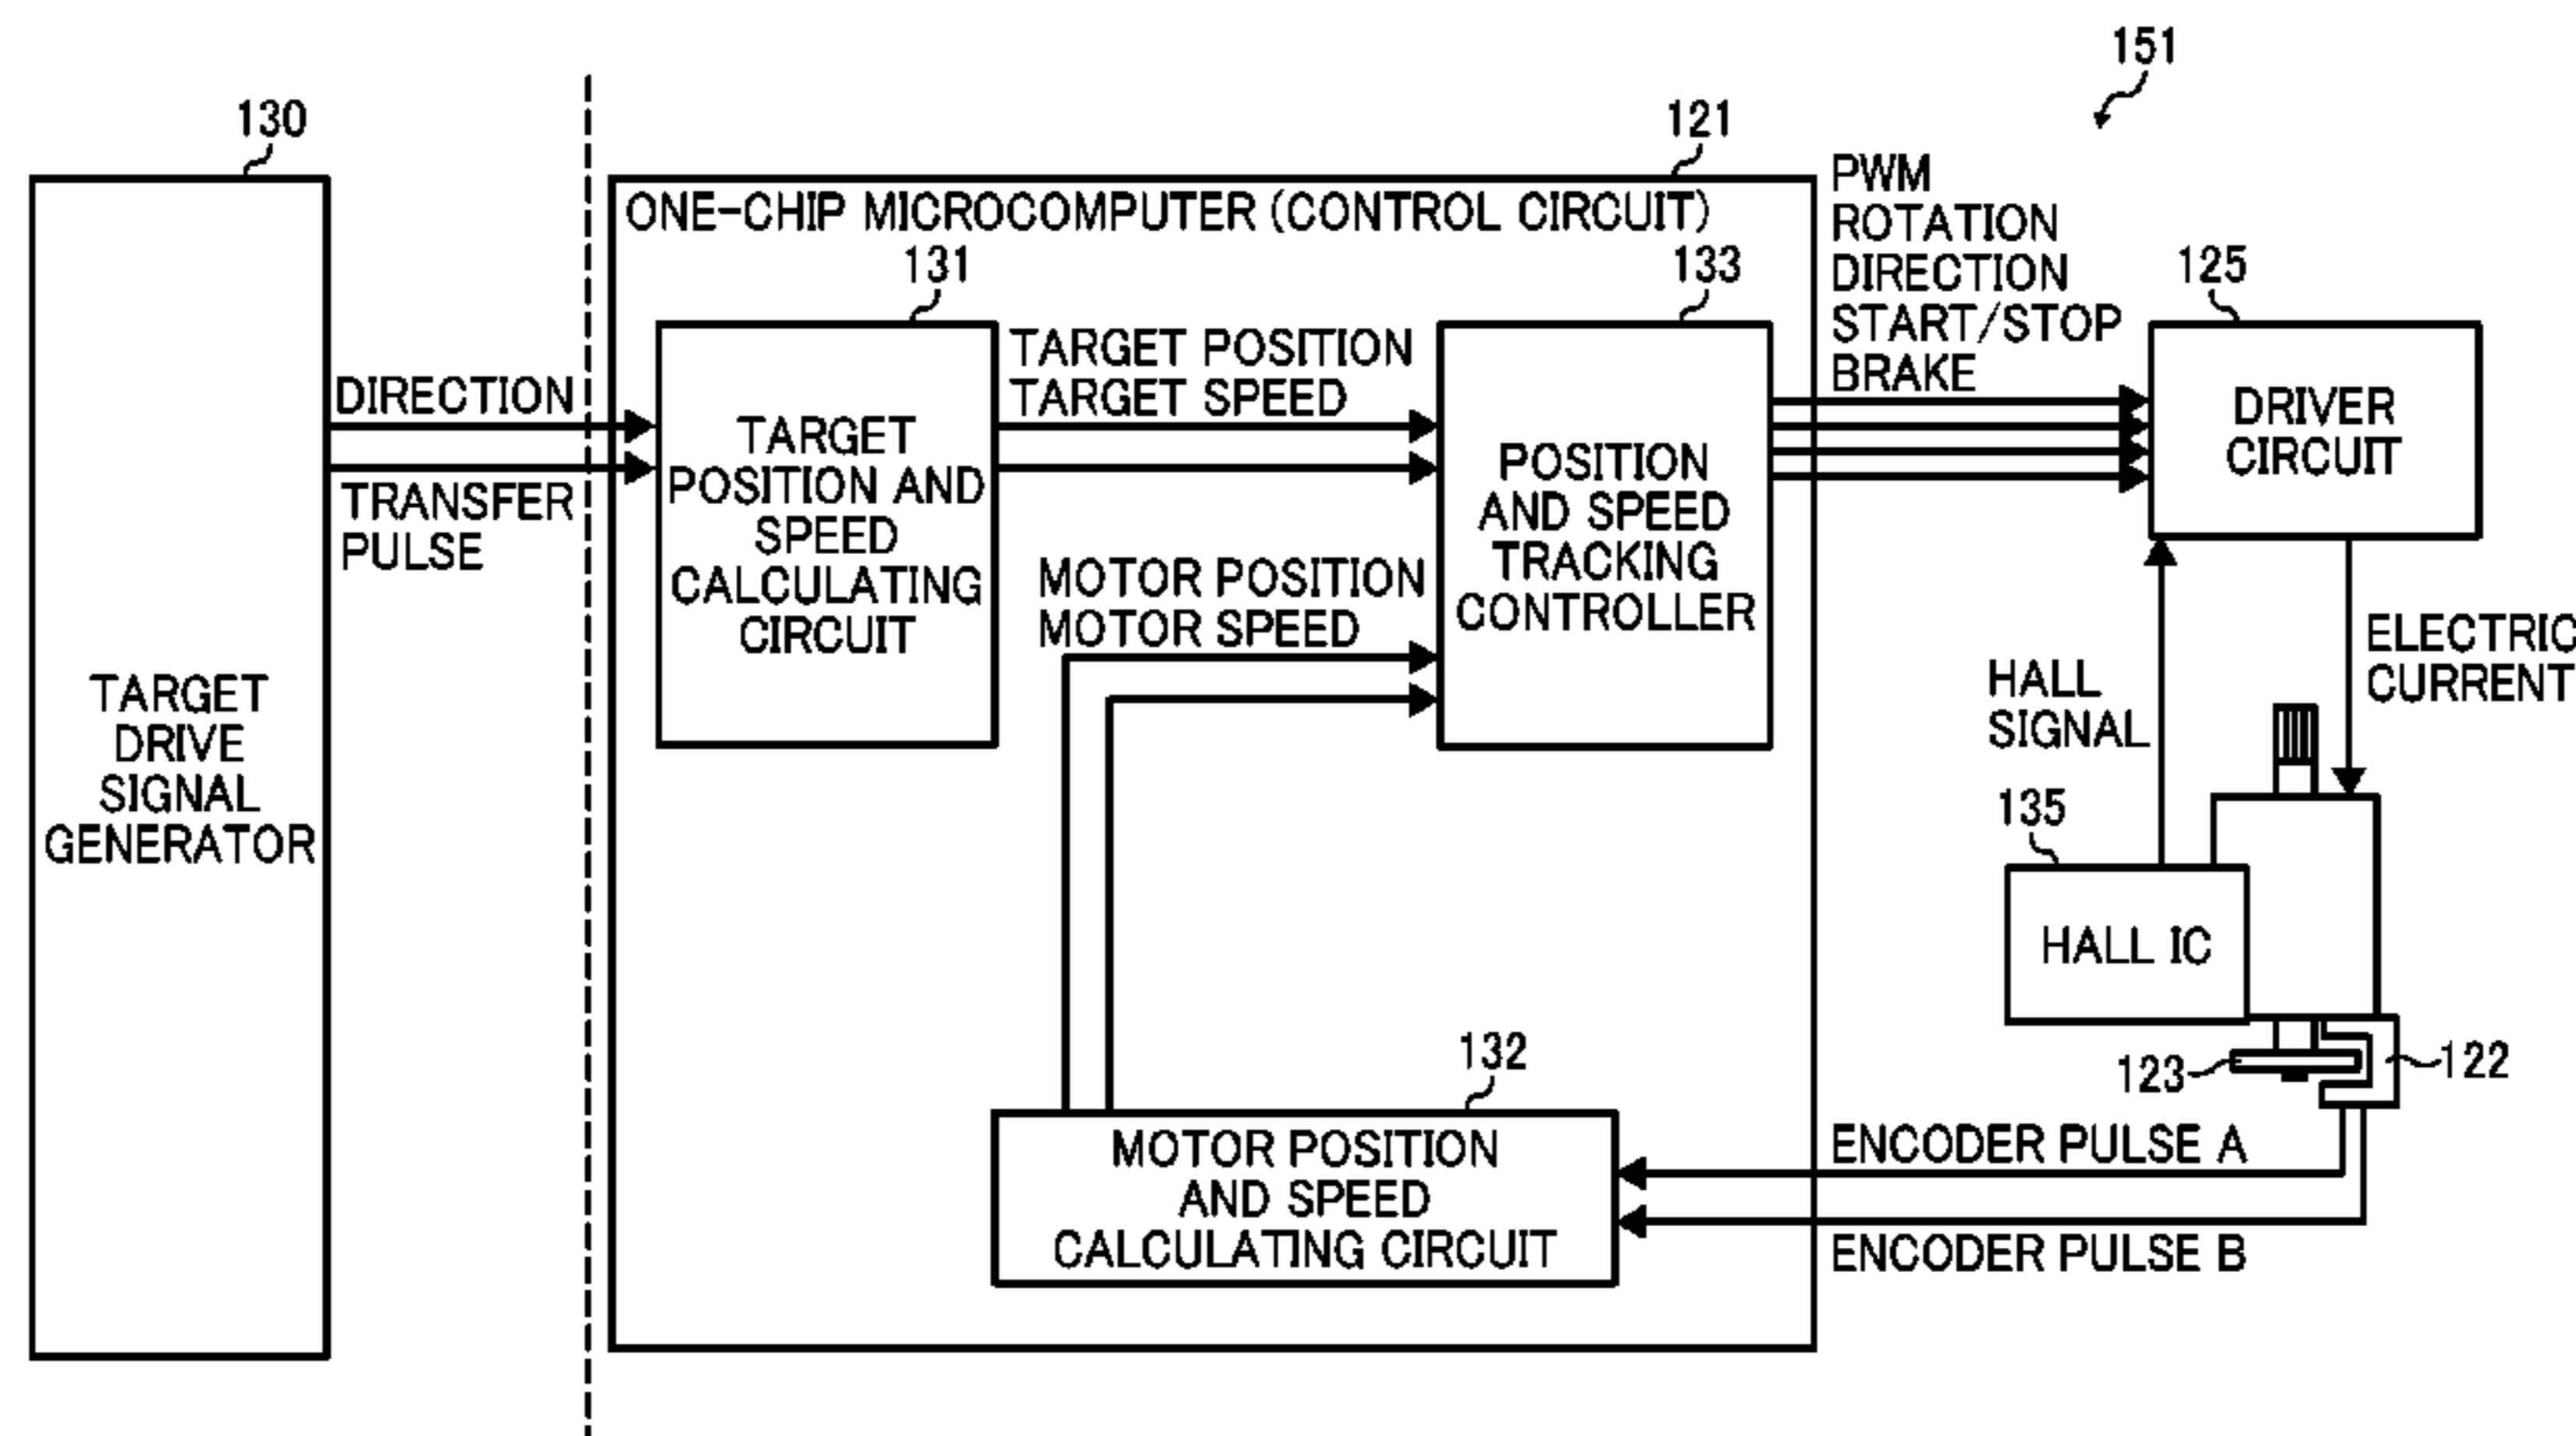 151
130
121
ONE-CHIP MICROCOMPUTER (CONTROL CIRCUIT)
PWM
ROTATION
DIRECTION
START/STOP
BRAKE
131
133
125
DIRECTION
TRANSFER
PULSE
TARGET POSITION
TARGET SPEED
TARGET
POSITION AND
SPEED
CALCULATING
CIRCUIT
POSITION
AND SPEED
TRACKING
CONTROLLER
DRIVER
CIRCUIT
MOTOR POSITION
MOTOR SPEED
TARGET
DRIVE
SIGNAL
GENERATOR
HALL
SIGNAL
ELECTRIC
CURRENT
135
HALL IC
132
123
122
MOTOR POSITION
AND SPEED
CALCULATING CIRCUIT
ENCODER PULSE A
ENCODER PULSE B